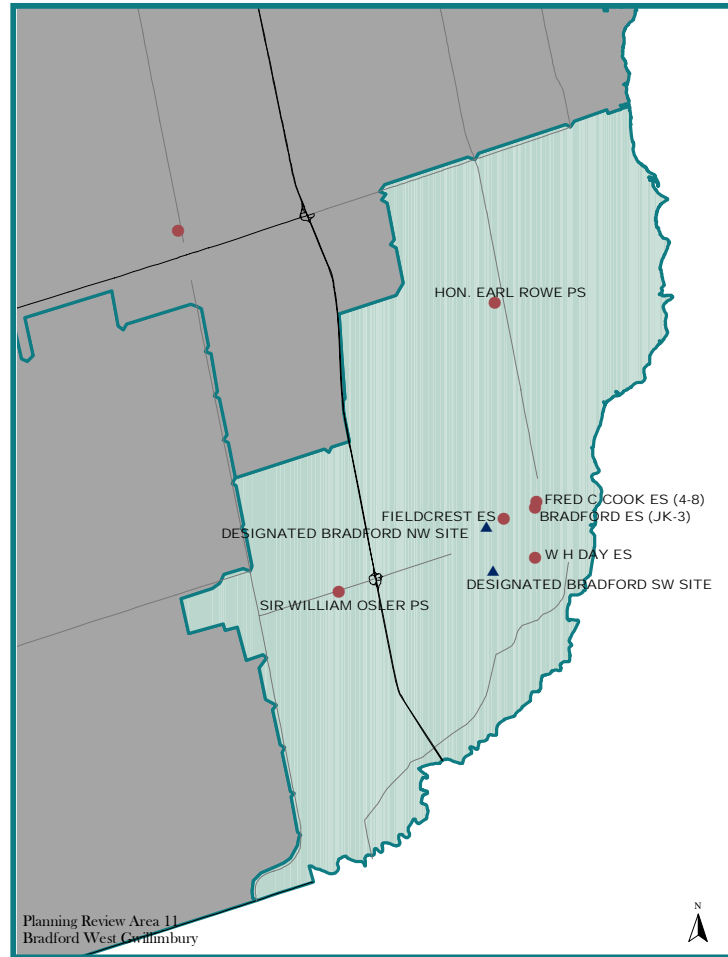 HON. EARL ROWE PS
FRED C COOK ES (4-8)
FIELDCREST ES
BRADFORD ES (JK-3)
DESIGNATED BRADFORD NW SITE
W H DAY ES
DESIGNATED BRADFORD SW SITE
SIR WILLIAM OSLER PS
N
Planning Review Area 11
Bradford West Gwillimbury